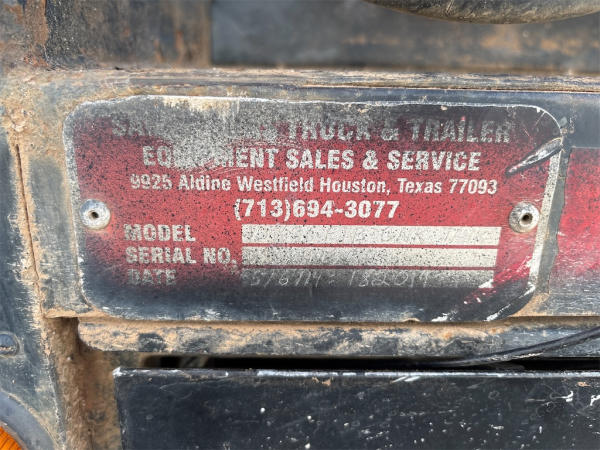 TRUCK & TRAILER
EQUIPMENT SALES & SERVICE
9925 Aldine Westfield Houston, Texas 77093
(713)694-3077
MODEL
SERIAL NO.
DATE